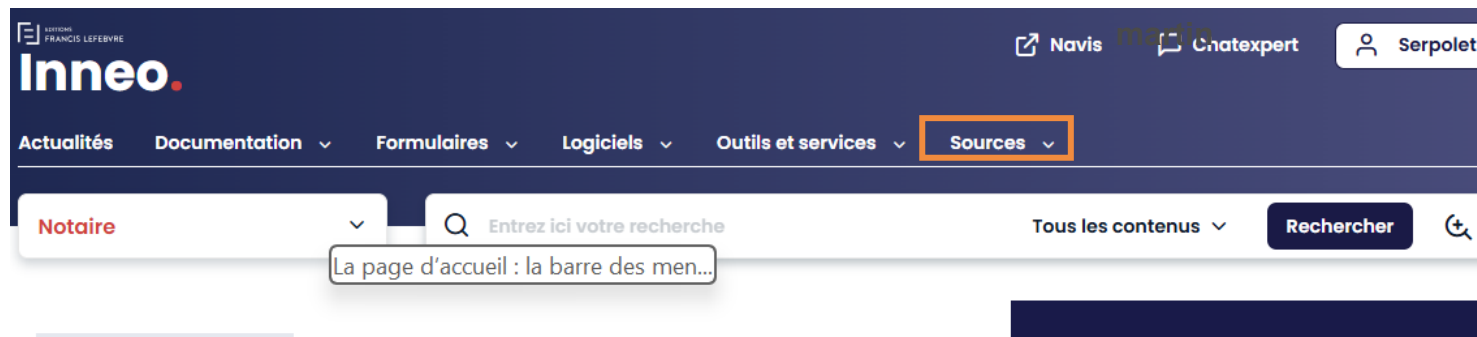 EDITIONS
FRANCIS LEFEBVRE
Inneo.
Navis martin Chatexpert Serpolet
Actualités Documentation Formulaires Logiciels Outils et services Sources
Notaire Entrez ici votre recherche Tous les contenus Rechercher
La page d'accueil : la barre des men...